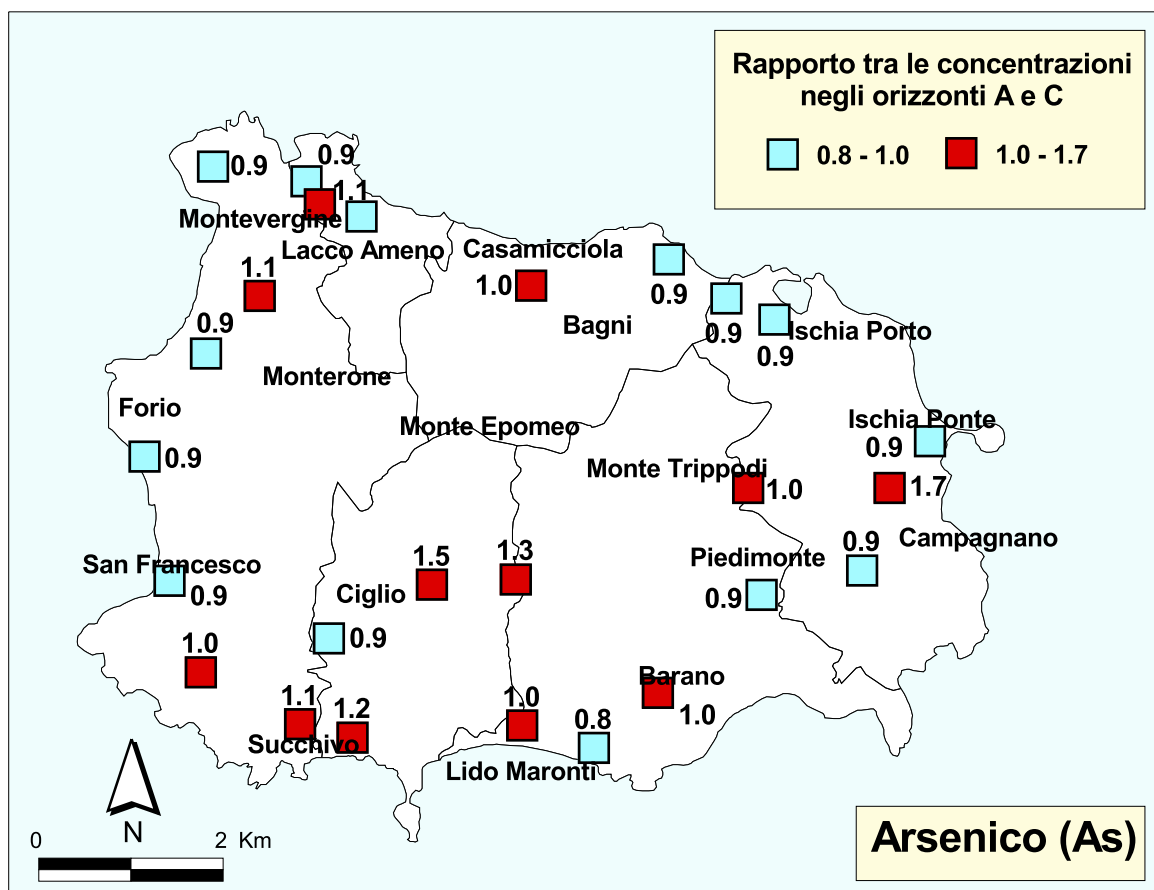 Rapporto tra le concentrazioni
negli orizzonti A e C
0.8 - 1.0
1.0 - 1.7
0.9
0.9
1.1
Montevergine
Lacco Ameno
Casamicciola
1.1
1.0
0.9
Bagni
0.9
0.9
Ischia Porto
0.9
Monterone
Forio
Monte Epomeo
Ischia Ponte
0.9
0.9
Monte Trippodi
1.0
1.7
Campagnano
0.9
San Francesco
0.9
1.5
1.3
Piedimonte
Ciglio
0.9
0.9
1.0
Barano
1.0
1.1
1.2
1.0
0.8
Succhivo
Lido Maronti
N
0
2 Km
Arsenico (As)